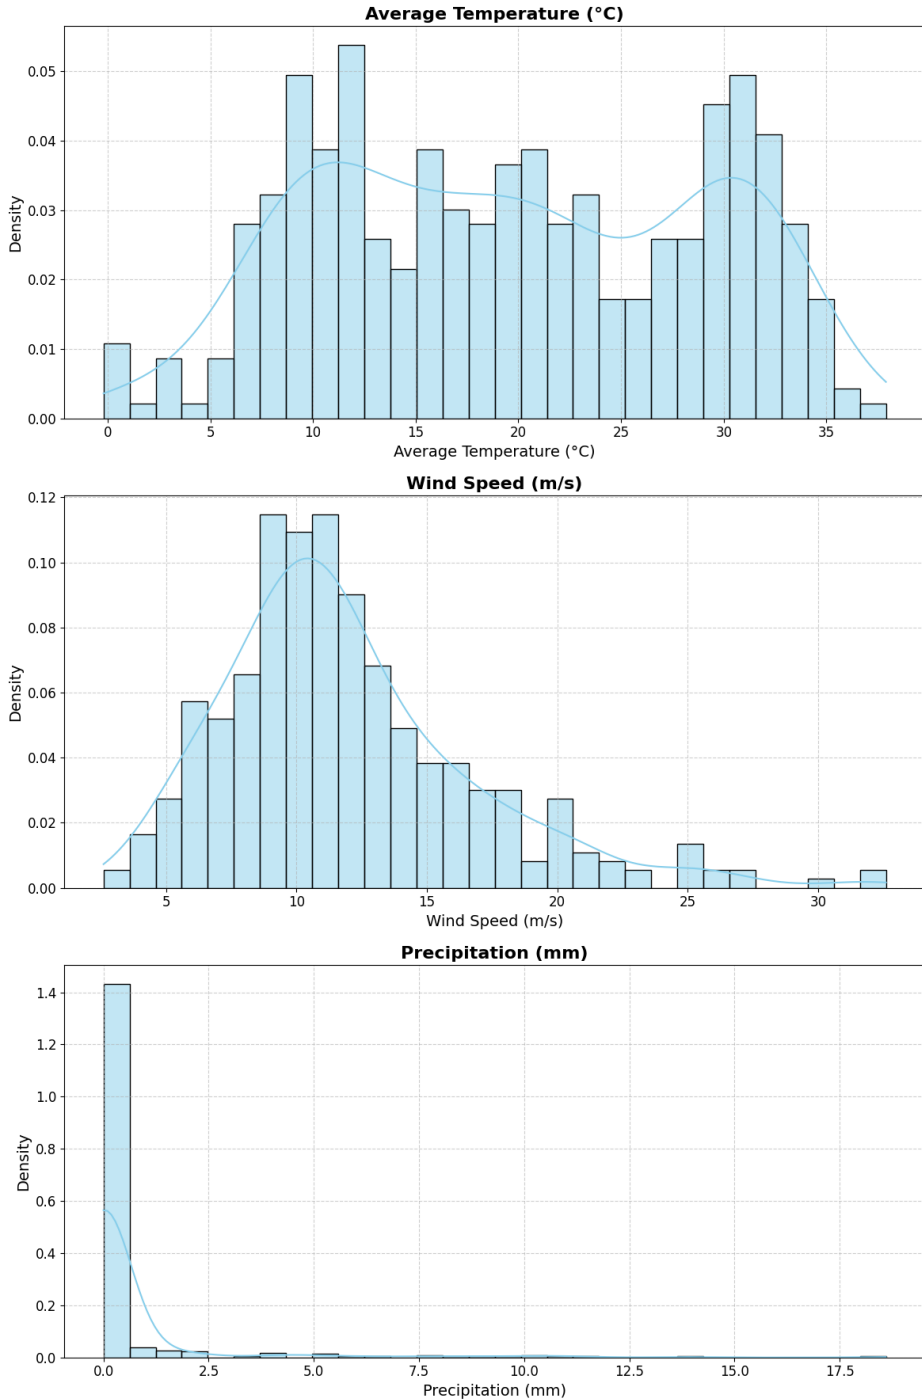 Average Temperature (°C)
0.05
0.04
0.03
0.02
0.01
0.00
Density
0 5 10 15 20 25 30 35
Average Temperature (°C)
Wind Speed (m/s)
0.12
0.10
0.08
0.06
0.04
0.02
0.00
Density
5 10 15 20 25 30
Wind Speed (m/s)
Precipitation (mm)
1.4
1.2
1.0
0.8
0.6
0.4
0.2
0.0
Density
0.0 2.5 5.0 7.5 10.0 12.5 15.0 17.5
Precipitation (mm)